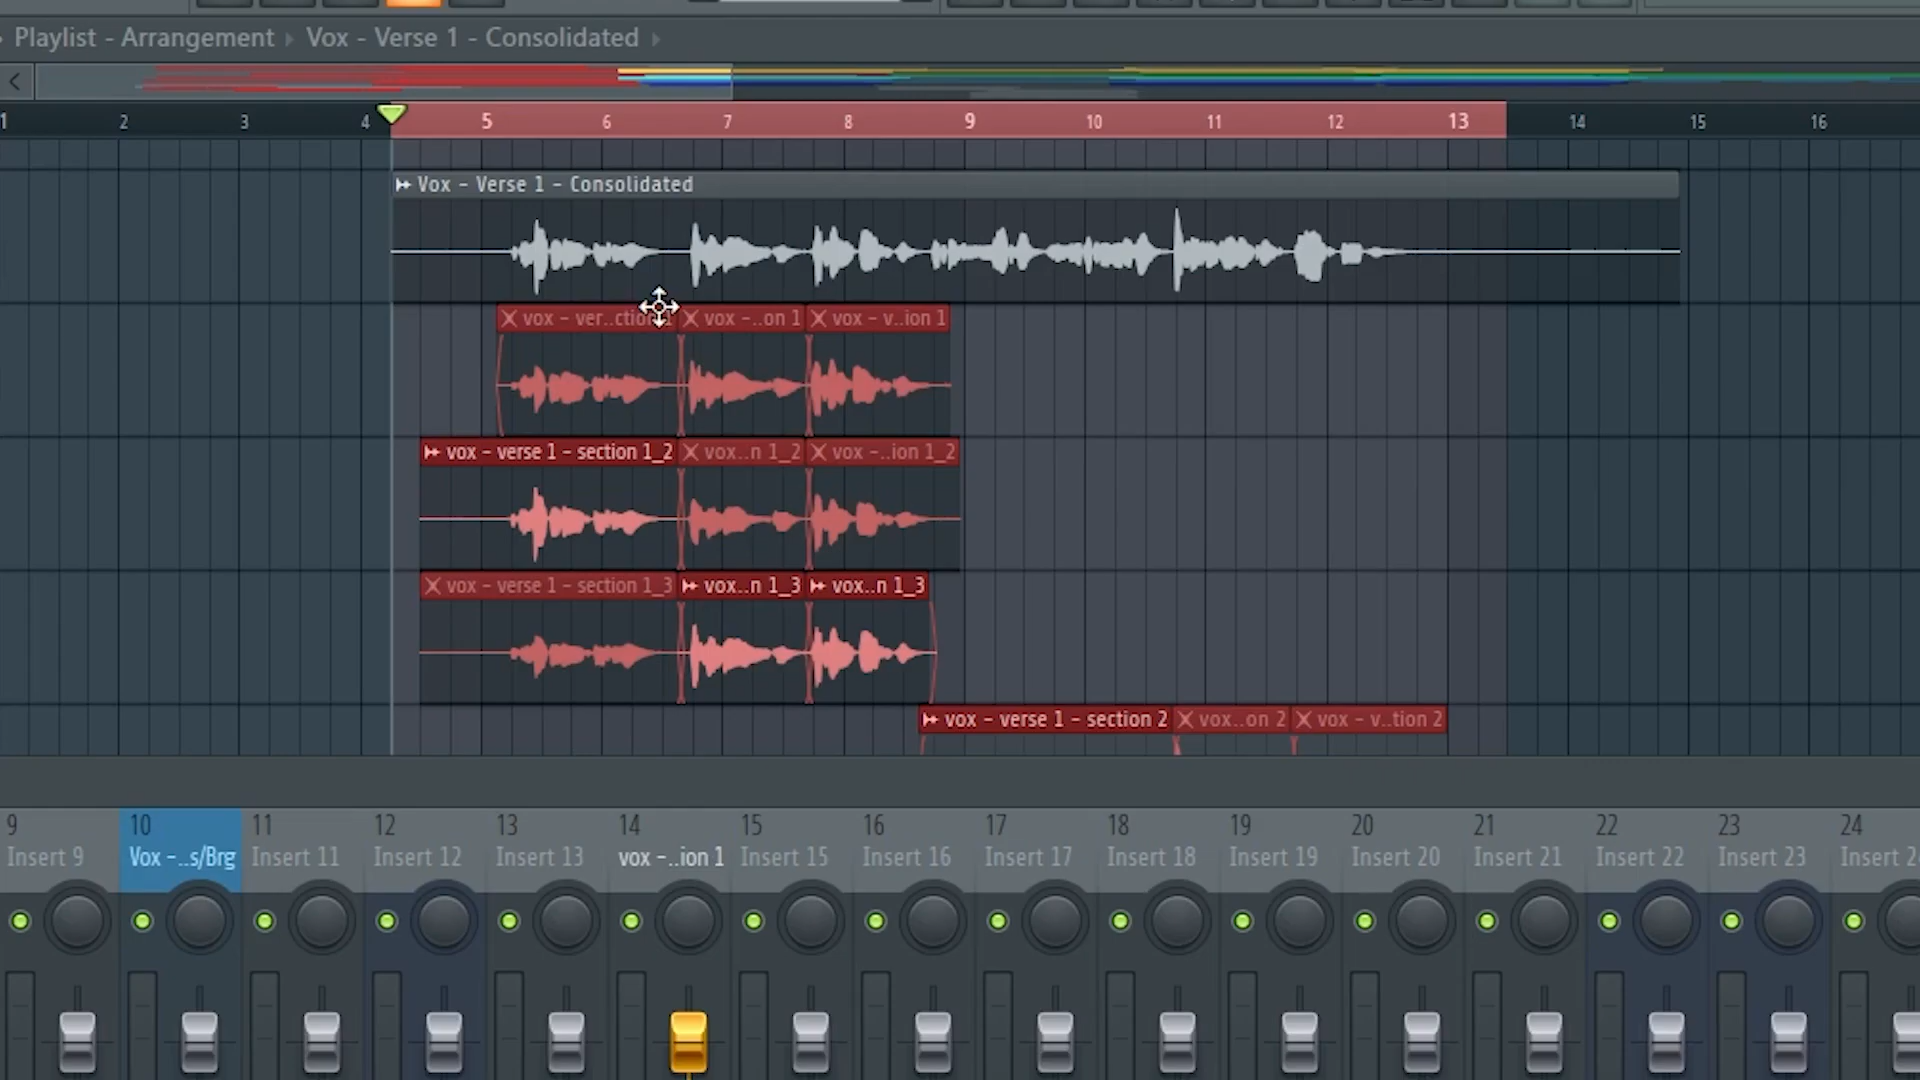 Playlist - Arrangement Vox - Verse 1 - Consolidated
1 2 3 4 5 6 7 8 9 10 11 12 13 14 15 16
Vox - Verse 1 - Consolidated
vox - ver..ctio vox -..on 1 vox - v..ion 1
vox - verse 1 - section 1_2 vox..n 1_2 vox -..ion 1_2
vox - verse 1 - section 1_3 vox..n 1_3 vox..n 1_3
vox - verse 1 - section 2 vox..on 2 vox - v..tion 2
9 10 11 12 13 14 15 16 17 18 19 20 21 22 23 24
Insert 9 Vox -..s/Brg Insert 11 Insert 12 Insert 13 vox -..ion 1 Insert 15 Insert 16 Insert 17 Insert 18 Insert 19 Insert 20 Insert 21 Insert 22 Insert 23 Insert